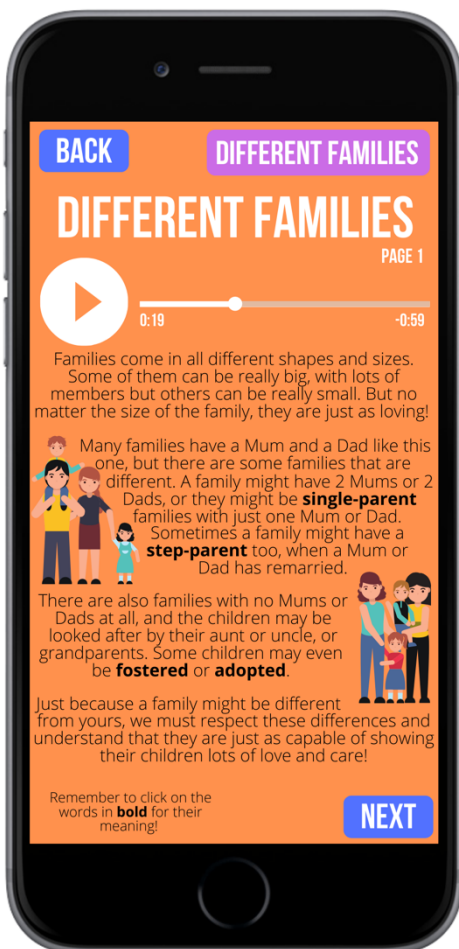 BACK
DIFFERENT FAMILIES
DIFFERENT FAMILIES
PAGE 1
0:19
-0:59
Families come in all different shapes and sizes.
Some of them can be really big, with lots of
members but others can be really small. But no
matter the size of the family, they are just as loving!
Many families have a Mum and a Dad like this
one, but there are some families that are
different. A family might have 2 Mums or 2
Dads, or they might be single-parent
families with just one Mum or Dad.
Sometimes a family might have a
step-parent too, when a Mum or
Dad has remarried.
There are also families with no Mums or
Dads at all, and the children may be
looked after by their aunt or uncle, or
grandparents. Some children may even
be fostered or adopted.
Just because a family might be different
from yours, we must respect these differences and
understand that they are just as capable of showing
their children lots of love and care!
Remember to click on the
words in bold for their
meaning!
NEXT